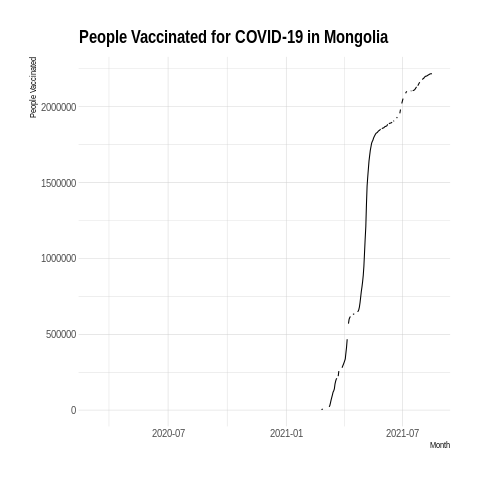 People Vaccinated for COVID-19 in Mongolia
People Vaccinated
2000000
1500000
1000000
500000
0
2020-07 2021-01 2021-07
Month